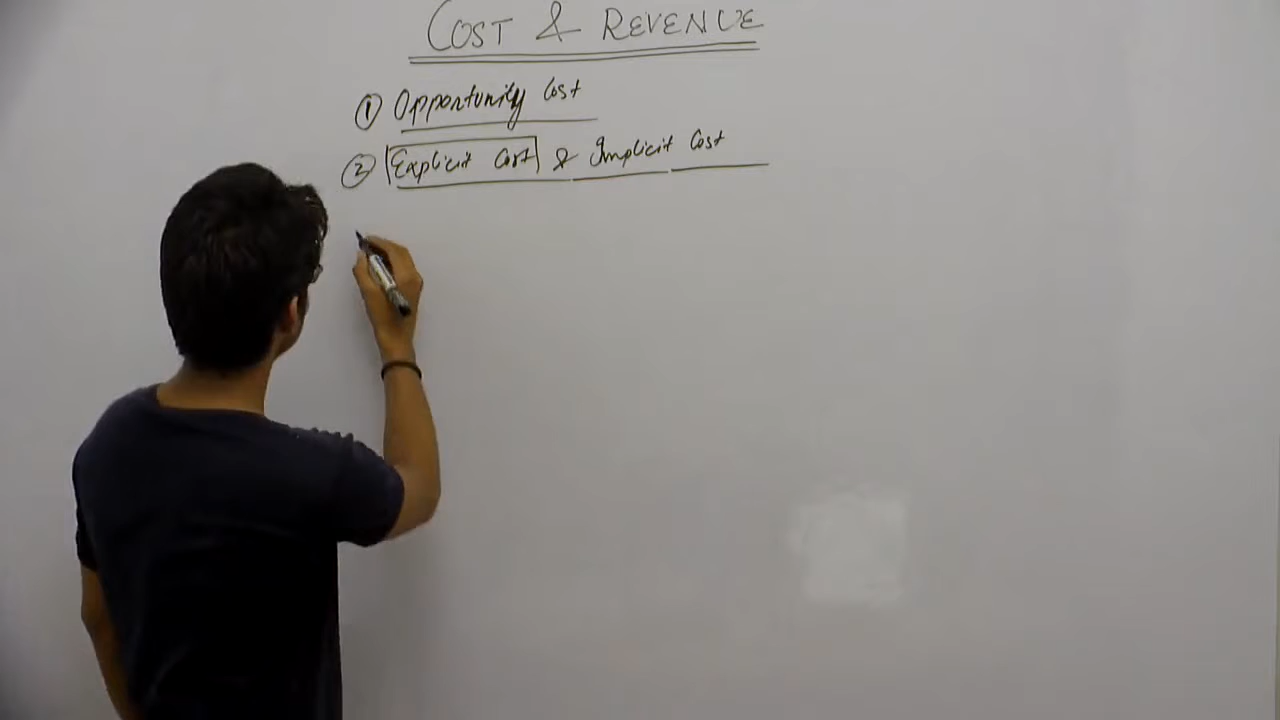 COST & REVENUE
① Opportunity Cost
② Explicit Cost & Implicit Cost